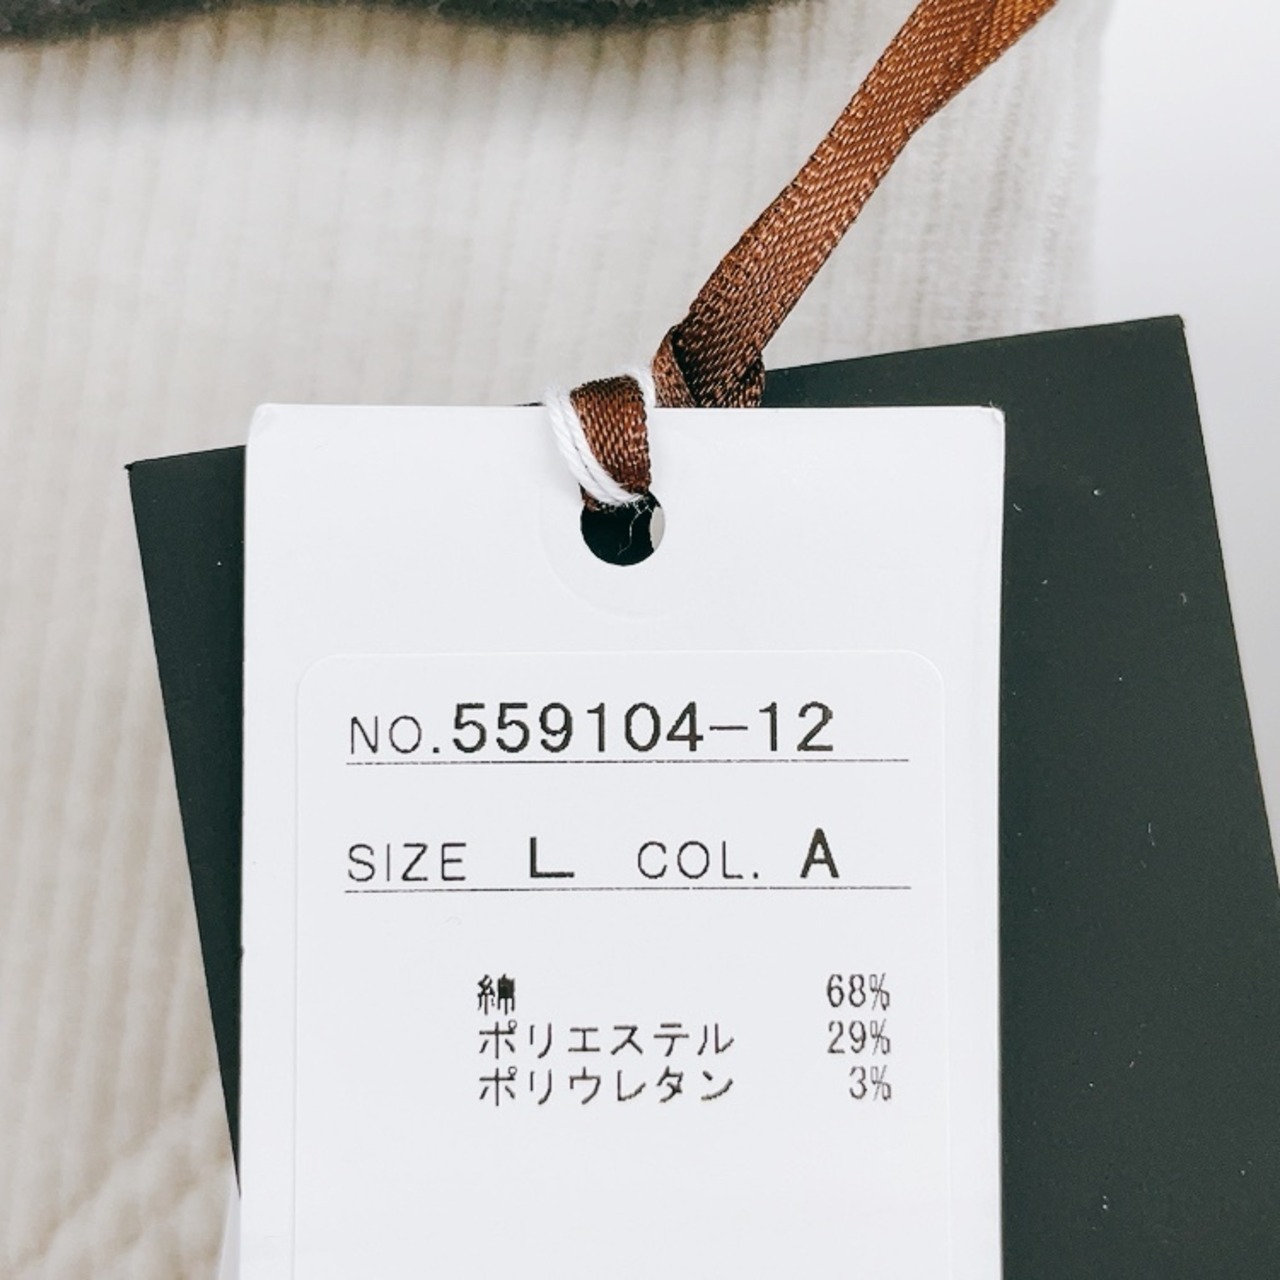 NO.559104-12
SIZE L COL. A
綿 68%
ポリエステル 29%
ポリウレタン 3%